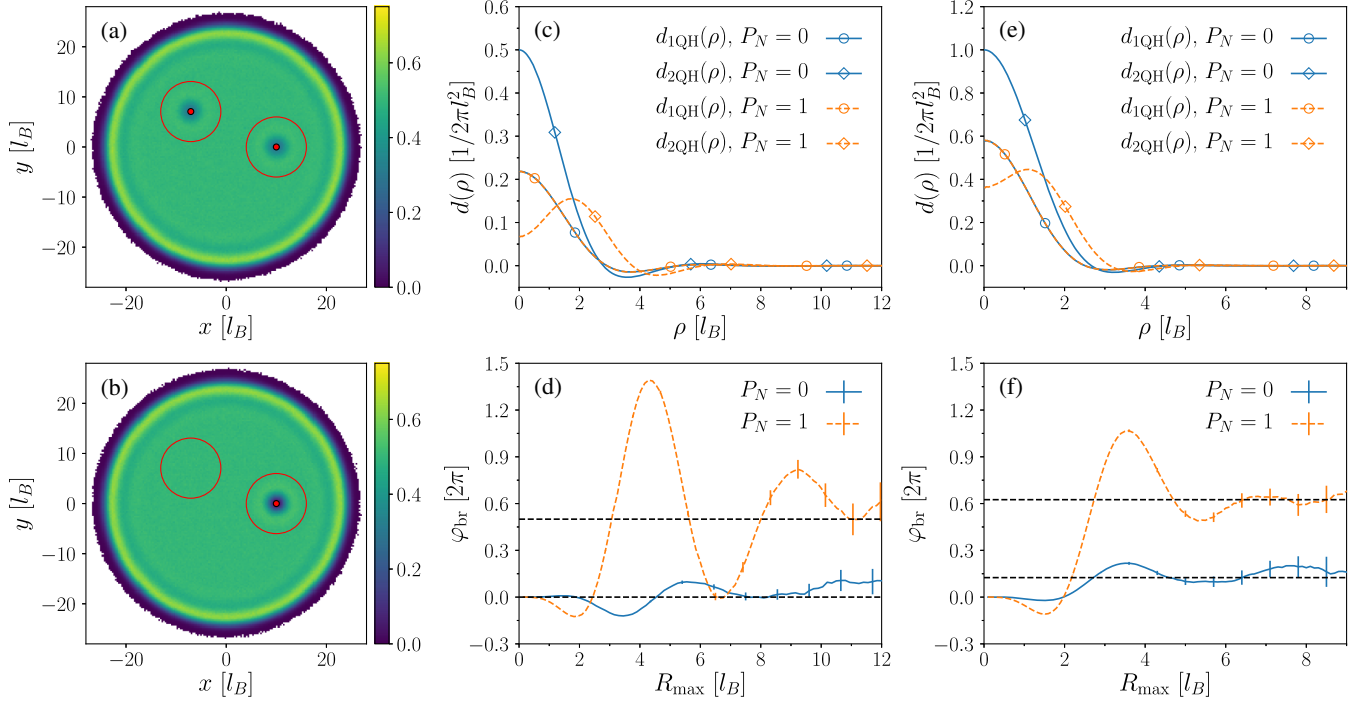 (a)
y [l_B]
20
10
0
−10
−20
−20
0
20
x [l_B]
0.6
0.4
0.2
0.0
(c)
d_1QH(ρ), P_N = 0
d_2QH(ρ), P_N = 0
d_1QH(ρ), P_N = 1
d_2QH(ρ), P_N = 1
d(ρ) [1/2πl_B^2]
0.6
0.5
0.4
0.3
0.2
0.1
0.0
0
2
4
6
8
10
12
ρ [l_B]
(e)
d_1QH(ρ), P_N = 0
d_2QH(ρ), P_N = 0
d_1QH(ρ), P_N = 1
d_2QH(ρ), P_N = 1
d(ρ) [1/2πl_B^2]
1.2
1.0
0.8
0.6
0.4
0.2
0.0
0
2
4
6
8
ρ [l_B]
(b)
y [l_B]
20
10
0
−10
−20
−20
0
20
x [l_B]
0.6
0.4
0.2
0.0
(d)
P_N = 0
P_N = 1
φ_br [2π]
1.5
1.2
0.9
0.6
0.3
0.0
−0.3
0
2
4
6
8
10
12
R_max [l_B]
(f)
P_N = 0
P_N = 1
φ_br [2π]
1.5
1.2
0.9
0.6
0.3
0.0
−0.3
0
2
4
6
8
R_max [l_B]